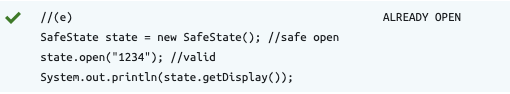 //(e) ALREADY OPEN
SafeState state = new SafeState(); //safe open
state.open("1234"); //valid
System.out.println(state.getDisplay());